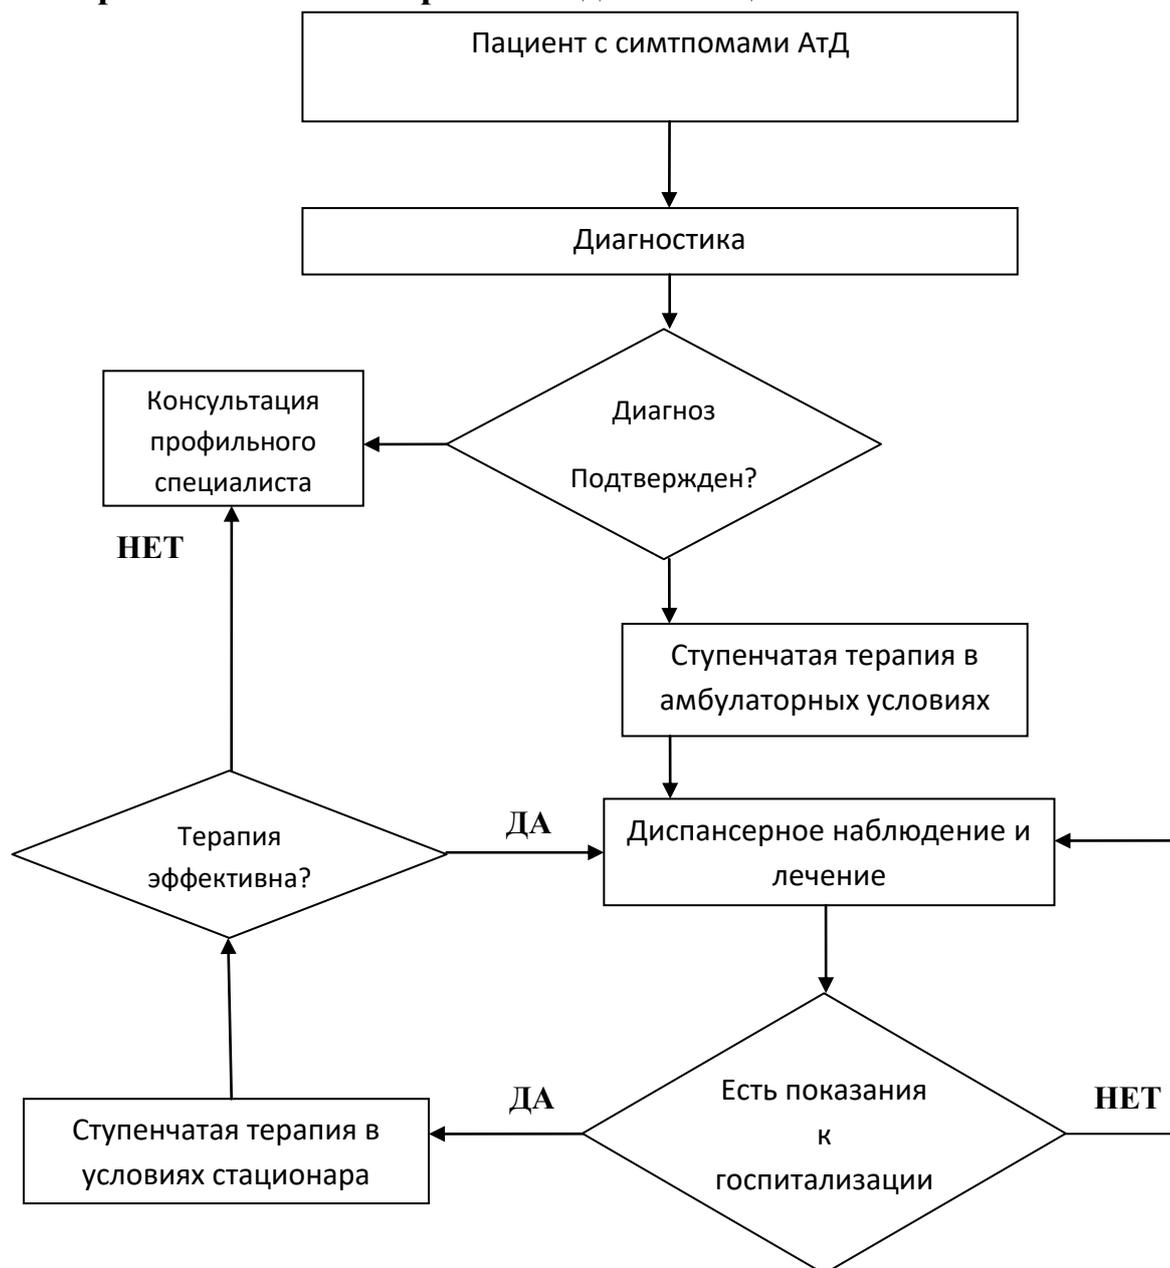 Пациент с симтпомами АтД
Диагностика
Диагноз
Подтвержден?
Консультация
профильного
специалиста
НЕТ
Ступенчатая терапия в
амбулаторных условиях
Терапия
эффективна?
ДА
Диспансерное наблюдение и
лечение
Есть показания
к
госпитализации
ДА
НЕТ
Ступенчатая терапия в
условиях стационара